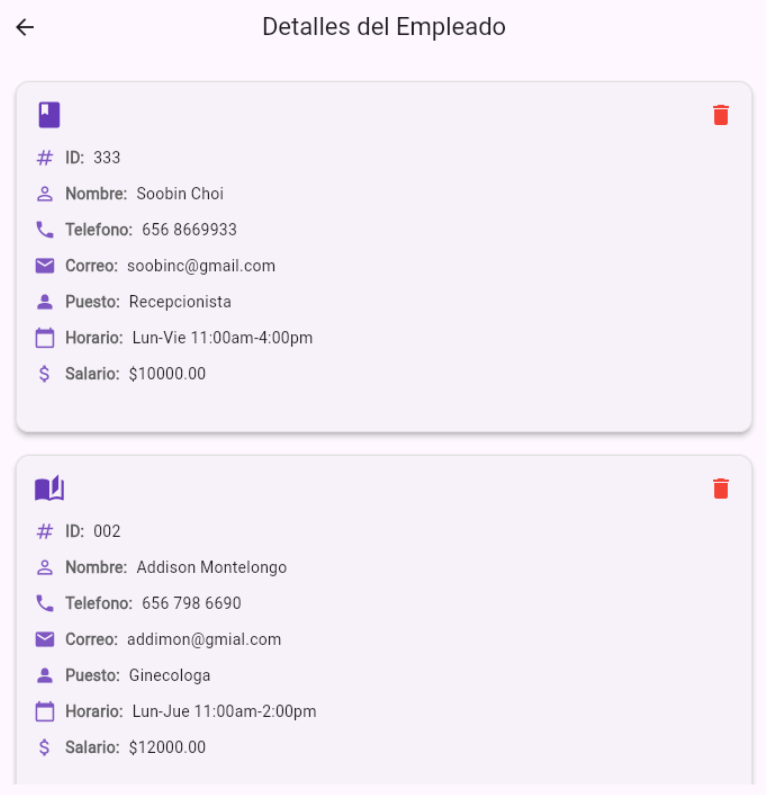 Detalles del Empleado
# ID: 333
Nombre: Soobin Choi
Telefono: 656 8669933
Correo: soobinc@gmail.com
Puesto: Recepcionista
Horario: Lun-Vie 11:00am-4:00pm
$ Salario: $10000.00
# ID: 002
Nombre: Addison Montelongo
Telefono: 656 798 6690
Correo: addimon@gmial.com
Puesto: Ginecologa
Horario: Lun-Jue 11:00am-2:00pm
$ Salario: $12000.00